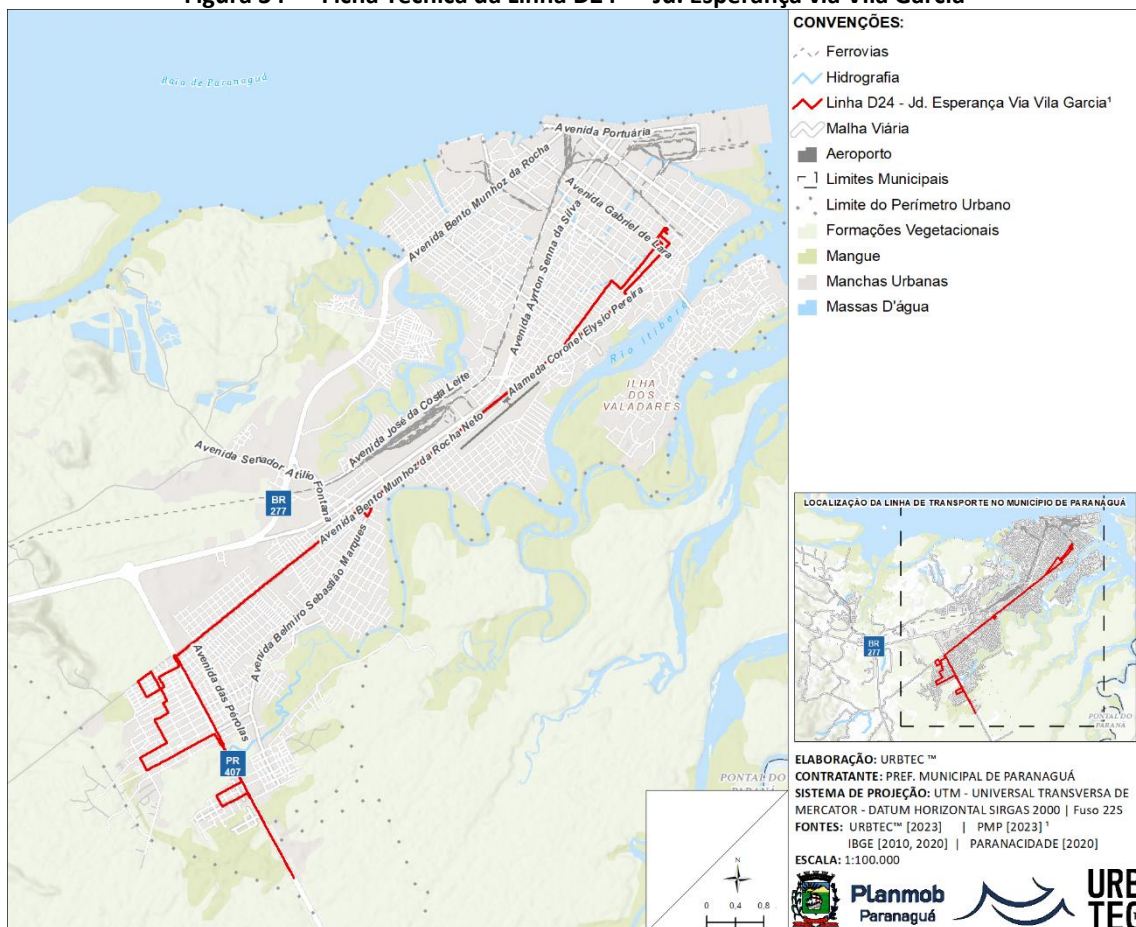 Figura 54 — Ficha Técnica da Linha D24 — Jd. Esperança via Vila Garcia
CONVENÇÕES:
Ferrovias
Hidrografia
Linha D24 - Jd. Esperança Via Vila Garcia¹
Malha Viária
Aeroporto
Limites Municipais
Limite do Perímetro Urbano
Formações Vegetacionais
Mangue
Manchas Urbanas
Massas D'água
Baia de Paranaguá
Avenida Portuária
Avenida Bento Munhoz da Rocha
Avenida Gabriel de Lara
Avenida Ayrton Senna da Silva
Alameda Coronel Elysio Pereira
Rio Itiberê
ILHA
DOS
VALADARES
Avenida José da Costa Leite
Avenida Bento Munhoz da Rocha Neto
Avenida Senador Atílio Fontana
BR
277
Avenida Belmiro Sebastião Marques
Avenida das Pérolas
PR
407
PONTAL DO
PARANÁ
N
0 0,4 0,8
LOCALIZAÇÃO DA LINHA DE TRANSPORTE NO MUNICÍPIO DE PARANAGUÁ
BR
277
PONTAL DO
PARANÁ
ELABORAÇÃO: URBTEC ™
CONTRATANTE: PREF. MUNICIPAL DE PARANAGUÁ
SISTEMA DE PROJEÇÃO: UTM - UNIVERSAL TRANSVERSA DE
MERCATOR - DATUM HORIZONTAL SIRGAS 2000 | Fuso 22S
FONTES: URBTEC™ [2023] | PMP [2023] ¹
IBGE [2010, 2020] | PARANACIDADE [2020]
ESCALA: 1:100.000
Planmob
Paranaguá
URB
TEC